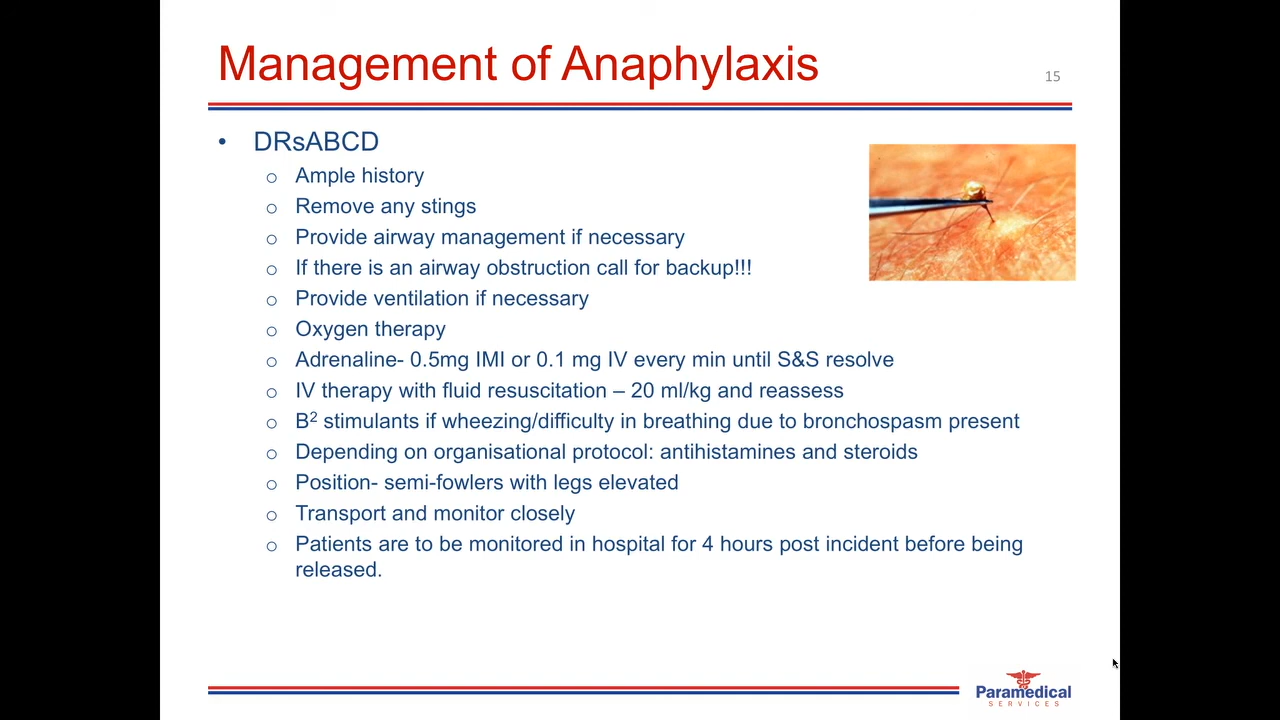 Management of Anaphylaxis
15
• DRsABCD
o Ample history
o Remove any stings
o Provide airway management if necessary
o If there is an airway obstruction call for backup!!!
o Provide ventilation if necessary
o Oxygen therapy
o Adrenaline- 0.5mg IMI or 0.1 mg IV every min until S&S resolve
o IV therapy with fluid resuscitation – 20 ml/kg and reassess
o B² stimulants if wheezing/difficulty in breathing due to bronchospasm present
o Depending on organisational protocol: antihistamines and steroids
o Position- semi-fowlers with legs elevated
o Transport and monitor closely
o Patients are to be monitored in hospital for 4 hours post incident before being
released.
Paramedical
SERVICES